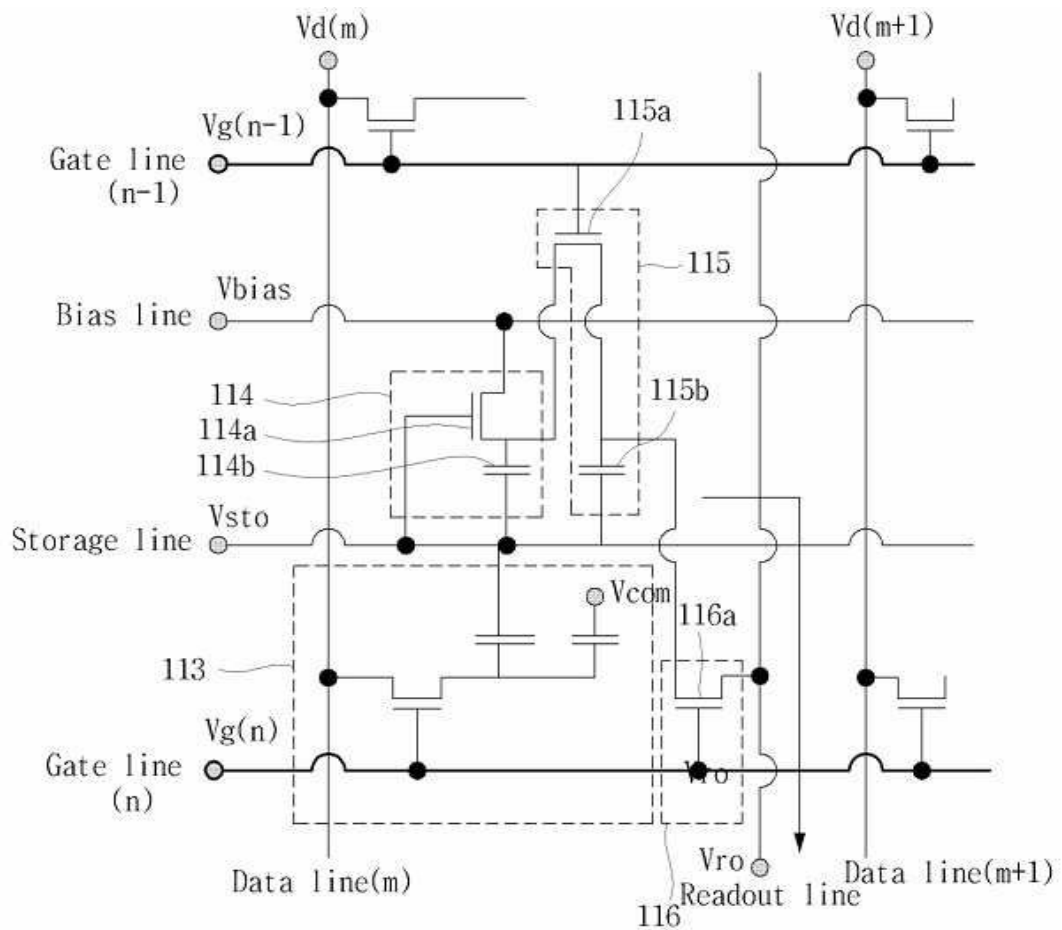 Vd(m)
Vd(m+1)
Vg(n-1)
115a
Gate line
(n-1)
115
Vbias
Bias line
114
115b
114a
114b
Vsto
Storage line
Vcom
116a
113
Vg(n)
Gate line
(n)
Vro
Vro
Data line(m)
Data line(m+1)
Readout line
116